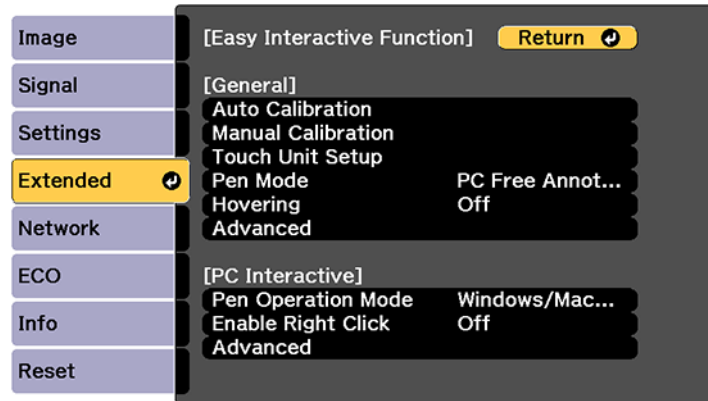 Image
Signal
Settings
Extended
Network
ECO
Info
Reset
[Easy Interactive Function] Return
[General]
Auto Calibration
Manual Calibration
Touch Unit Setup
Pen Mode PC Free Annot...
Hovering Off
Advanced
[PC Interactive]
Pen Operation Mode Windows/Mac...
Enable Right Click Off
Advanced